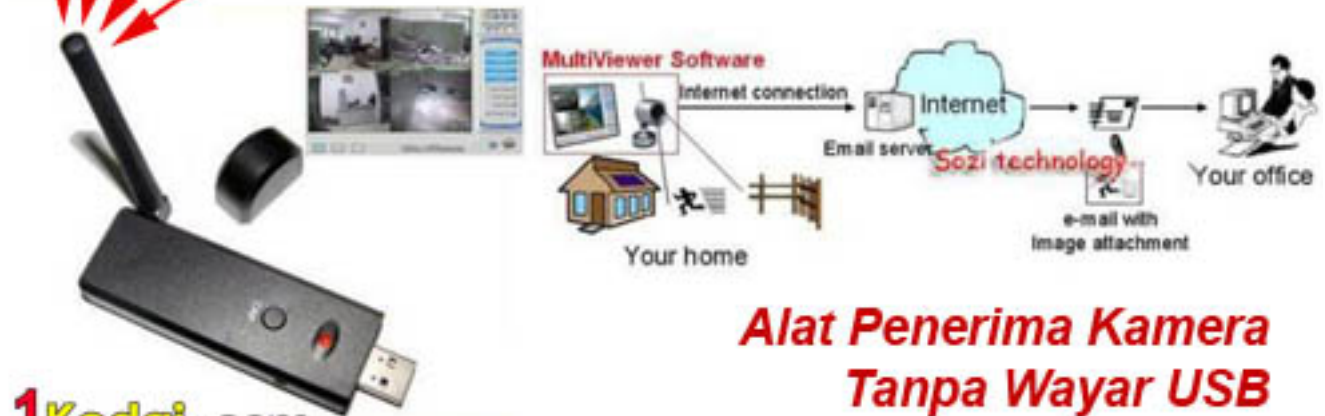 MultiViewer Software
Internet connection
Internet
Email server
Sozi technology
Your office
e-mail with
Image attachment
Your home
Alat Penerima Kamera
Tanpa Wayar USB